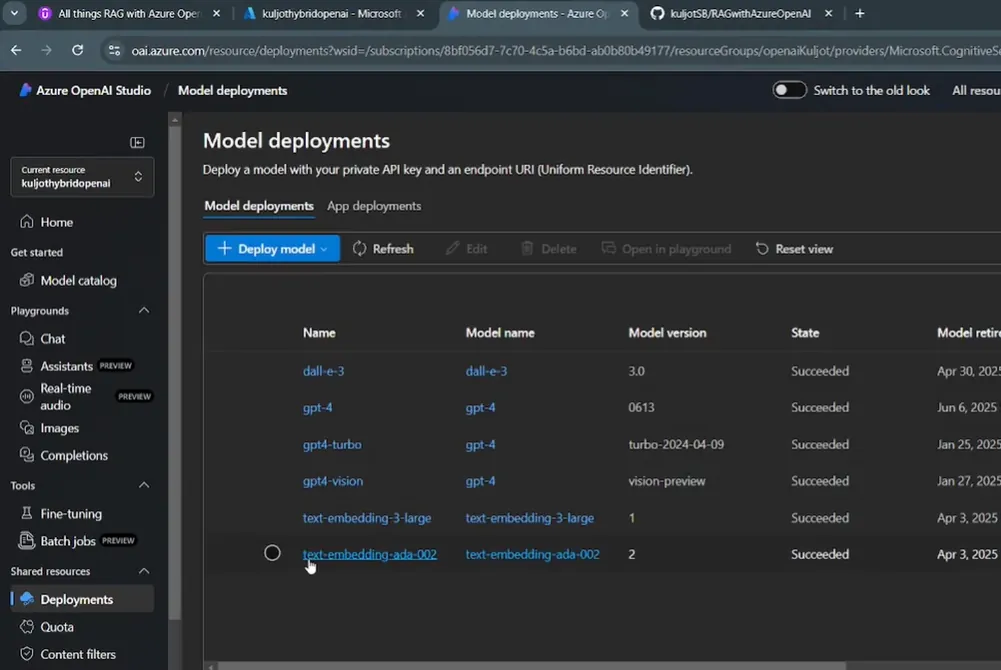 All things RAG with Azure Open
kuljothybridopenai - Microsoft
Model deployments - Azure Op
kuljotSB/RAGwithAzureOpenAI
oai.azure.com/resource/deployments?wsid=/subscriptions/8bf056d7-7c70-4c5a-b6bd-ab0b80b49177/resourceGroups/openaiKuljot/providers/Microsoft.CognitiveSe
Azure OpenAI Studio / Model deployments
Switch to the old look
All resou
Current resource
kuljothybridopenai
Home
Get started
Model catalog
Playgrounds
Chat
Assistants PREVIEW
Real-time audio PREVIEW
Images
Completions
Tools
Fine-tuning
Batch jobs PREVIEW
Shared resources
Deployments
Quota
Content filters
Model deployments
Deploy a model with your private API key and an endpoint URI (Uniform Resource Identifier).
Model deployments App deployments
+ Deploy model Refresh Edit Delete Open in playground Reset view
Name Model name Model version State Model retire
dall-e-3 dall-e-3 3.0 Succeeded Apr 30, 2025
gpt-4 gpt-4 0613 Succeeded Jun 6, 2025
gpt4-turbo gpt-4 turbo-2024-04-09 Succeeded Jan 25, 2025
gpt4-vision gpt-4 vision-preview Succeeded Jan 27, 2025
text-embedding-3-large text-embedding-3-large 1 Succeeded Apr 3, 2025
text-embedding-ada-002 text-embedding-ada-002 2 Succeeded Apr 3, 2025